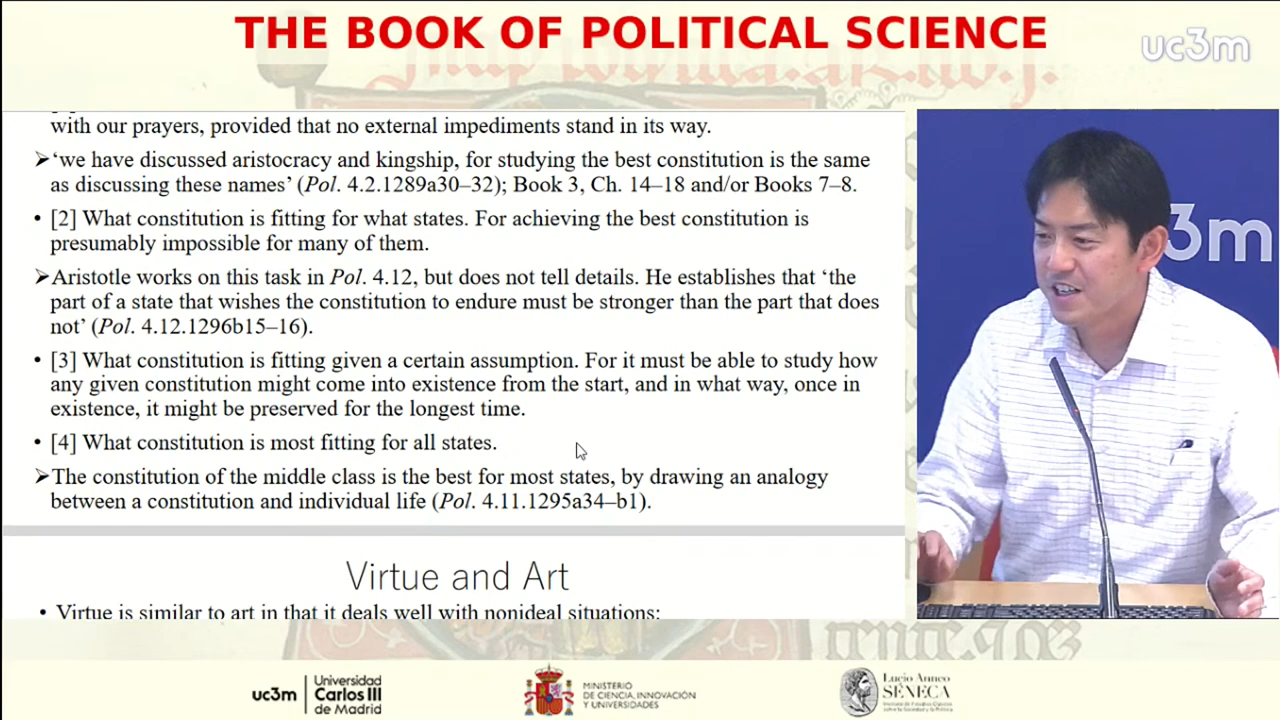 THE BOOK OF POLITICAL SCIENCE
uc3m
with our prayers, provided that no external impediments stand in its way.
➢‘we have discussed aristocracy and kingship, for studying the best constitution is the same
as discussing these names’ (Pol. 4.2.1289a30–32); Book 3, Ch. 14–18 and/or Books 7–8.
• [2] What constitution is fitting for what states. For achieving the best constitution is
presumably impossible for many of them.
➢Aristotle works on this task in Pol. 4.12, but does not tell details. He establishes that ‘the
part of a state that wishes the constitution to endure must be stronger than the part that does
not’ (Pol. 4.12.1296b15–16).
• [3] What constitution is fitting given a certain assumption. For it must be able to study how
any given constitution might come into existence from the start, and in what way, once in
existence, it might be preserved for the longest time.
• [4] What constitution is most fitting for all states.
➢The constitution of the middle class is the best for most states, by drawing an analogy
between a constitution and individual life (Pol. 4.11.1295a34–b1).
Virtue and Art
• Virtue is similar to art in that it deals well with nonideal situations:
3m
uc3m
Universidad
Carlos III
de Madrid
MINISTERIO
DE CIENCIA, INNOVACIÓN
Y UNIVERSIDADES
Lucio Anneo
SÉNECA